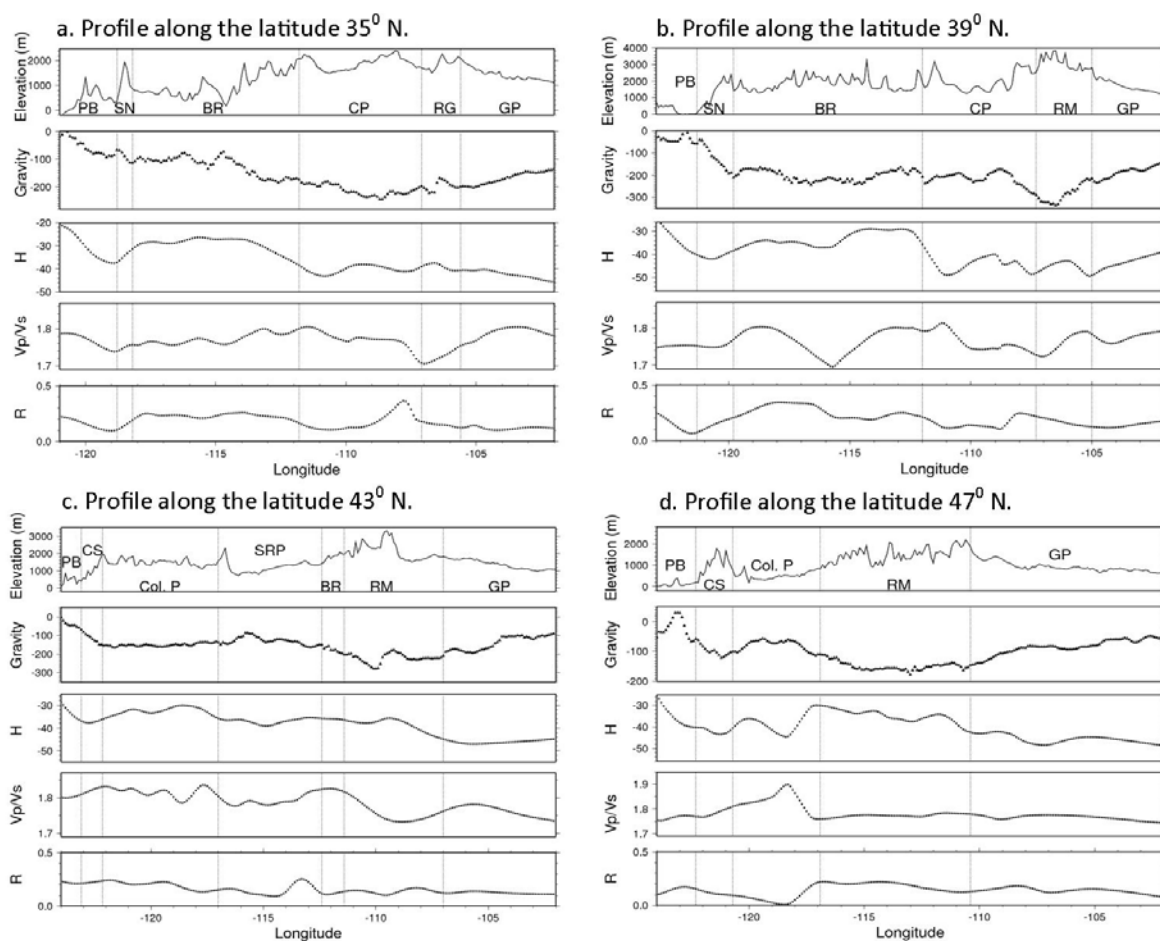 a. Profile along the latitude 35⁰ N.
Elevation (m)
2000
1000
0
PB SN BR CP RG GP
Gravity
0
-100
-200
H
-20
-30
-40
-50
Vp/Vs
1.8
1.7
R
0.5
0.0
-120 -115 -110 -105
Longitude
b. Profile along the latitude 39⁰ N.
Elevation (m)
4000
3000
2000
1000
0
PB
SN BR CP RM GP
Gravity
0
-100
-200
-300
H
-30
-40
-50
Vp/Vs
1.8
1.7
R
0.5
0.0
-120 -115 -110 -105
Longitude
c. Profile along the latitude 43⁰ N.
Elevation (m)
3000
2000
1000
0
PB CS SRP
Col. P BR RM GP
Gravity
0
-100
-200
-300
H
-30
-40
-50
Vp/Vs
1.8
1.7
R
0.5
0.0
-120 -115 -110 -105
Longitude
d. Profile along the latitude 47⁰ N.
Elevation (m)
2000
1000
0
PB Col. P GP
CS RM
Gravity
0
-100
-200
H
-30
-40
-50
Vp/Vs
1.9
1.8
1.7
R
0.5
0.0
-120 -115 -110 -105
Longitude